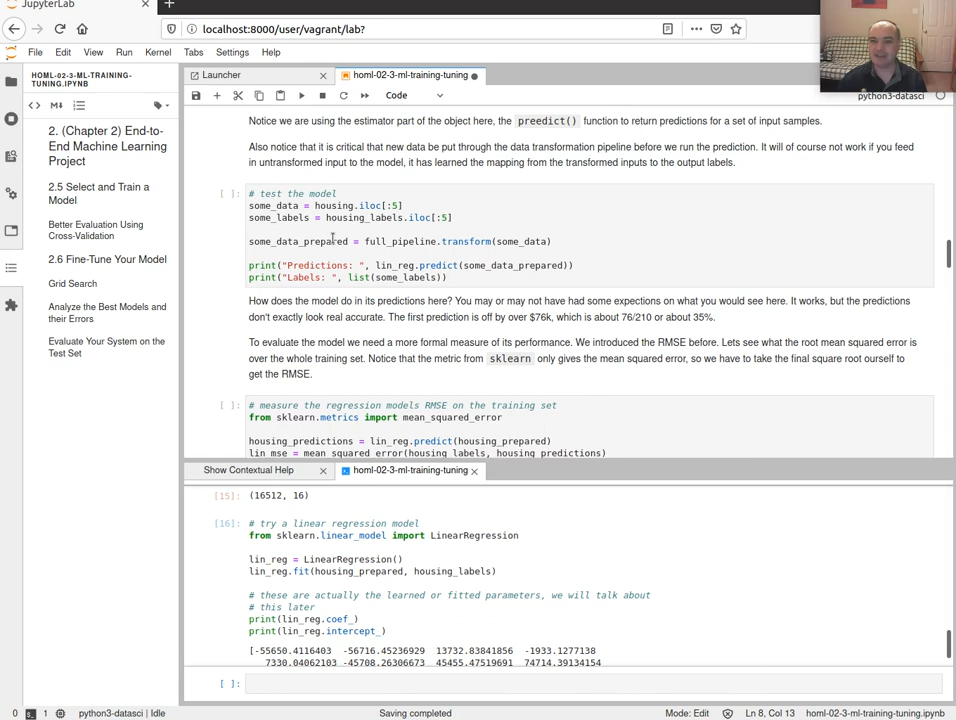 JupyterLab
localhost:8000/user/vagrant/lab?
File Edit View Run Kernel Tabs Settings Help
HOML-02-3-ML-TRAINING-
TUNING.IPYNB
2. (Chapter 2) End-to-
End Machine Learning
Project
2.5 Select and Train a
Model
Better Evaluation Using
Cross-Validation
2.6 Fine-Tune Your Model
Grid Search
Analyze the Best Models and
their Errors
Evaluate Your System on the
Test Set
Launcher
homl-02-3-ml-training-tuning
Code
python3-datasci
Notice we are using the estimator part of the object here, the preedict() function to return predictions for a set of input samples.
Also notice that it is critical that new data be put through the data transformation pipeline before we run the prediction. It will of course not work if you feed
in untransformed input to the model, it has learned the mapping from the transformed inputs to the output labels.
[ ]: # test the model
some_data = housing.iloc[:5]
some_labels = housing_labels.iloc[:5]
some_data_prepared = full_pipeline.transform(some_data)
print("Predictions: ", lin_reg.predict(some_data_prepared))
print("Labels: ", list(some_labels))
How does the model do in its predictions here? You may or may not have had some expections on what you would see here. It works, but the predictions
don't exactly look real accurate. The first prediction is off by over $76k, which is about 76/210 or about 35%.
To evaluate the model we need a more formal measure of its performance. We introduced the RMSE before. Lets see what the root mean squared error is
over the whole training set. Notice that the metric from sklearn only gives the mean squared error, so we have to take the final square root ourself to
get the RMSE.
[ ]: # measure the regression models RMSE on the training set
from sklearn.metrics import mean_squared_error
housing_predictions = lin_reg.predict(housing_prepared)
lin_mse = mean_squared_error(housing_labels, housing_predictions)
Show Contextual Help
homl-02-3-ml-training-tuning
[15]: (16512, 16)
[16]: # try a linear regression model
from sklearn.linear_model import LinearRegression
lin_reg = LinearRegression()
lin_reg.fit(housing_prepared, housing_labels)
# these are actually the learned or fitted parameters, we will talk about
# this later
print(lin_reg.coef_)
print(lin_reg.intercept_)
[-55650.4116403 -56716.45236929 13732.83841856 -1933.1277138
7330.04062103 -45708.26306673 45455.47519691 74714.39134154
[ ]:
0 1 python3-datasci | Idle Saving completed Mode: Edit Ln 8, Col 13 homl-02-3-ml-training-tuning.ipynb